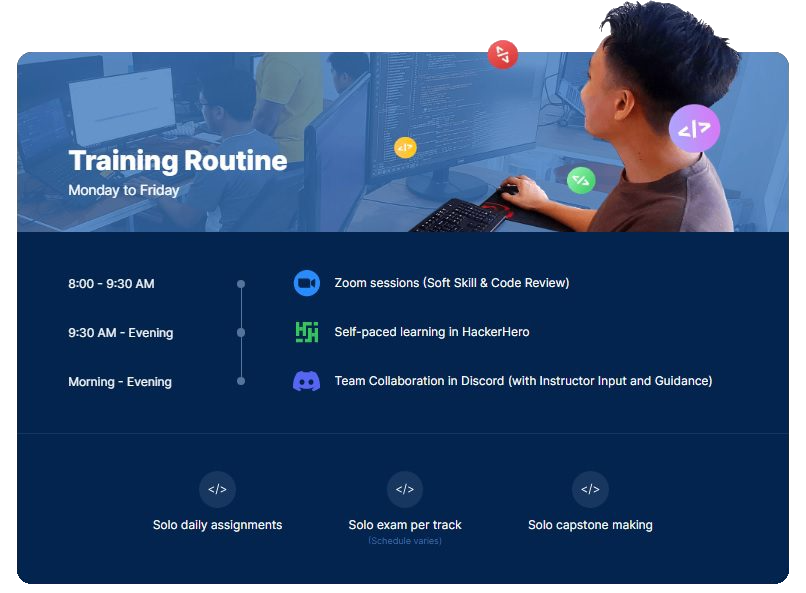 Training Routine
Monday to Friday
8:00 - 9:30 AM
Zoom sessions (Soft Skill & Code Review)
9:30 AM - Evening
Self-paced learning in HackerHero
Morning - Evening
Team Collaboration in Discord (with Instructor Input and Guidance)
</>
</>
</>
Solo daily assignments
Solo exam per track
Solo capstone making
(Schedule varies)